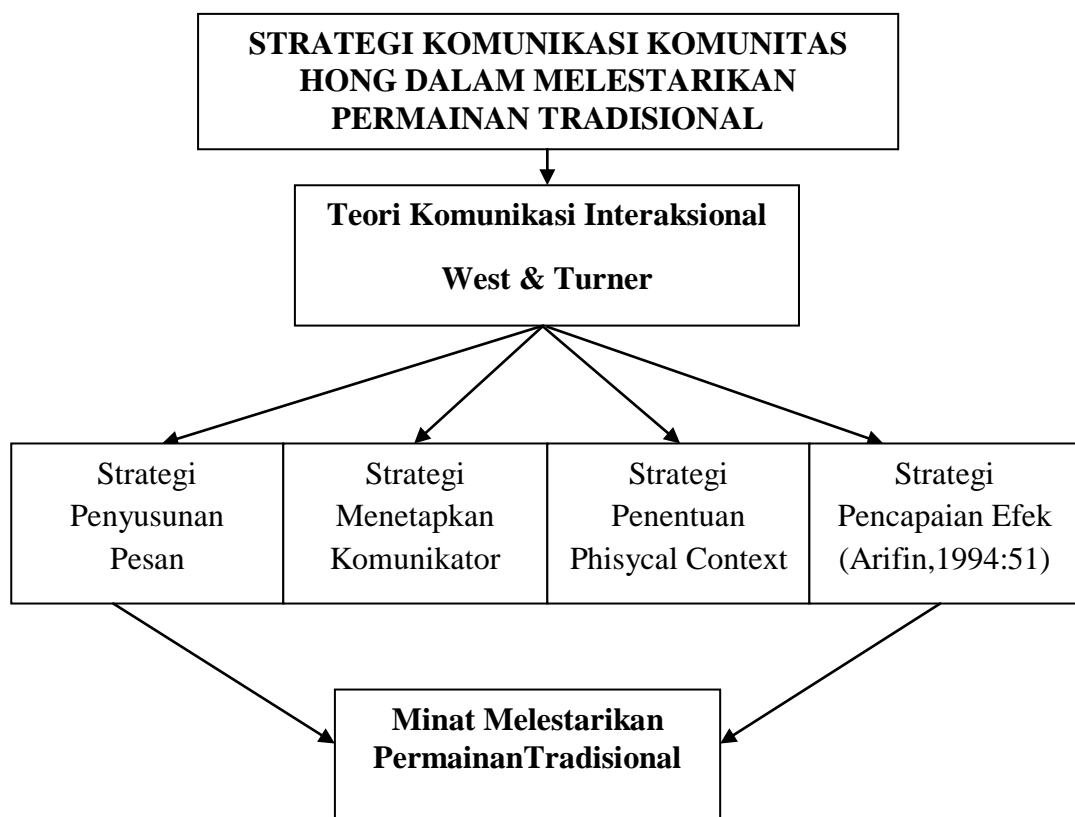 STRATEGI KOMUNIKASI KOMUNITAS
HONG DALAM MELESTARIKAN
PERMAINAN TRADISIONAL
Teori Komunikasi Interaksional
West & Turner
Strategi
Penyusunan
Pesan
Strategi
Menetapkan
Komunikator
Strategi
Penentuan
Phisycal Context
Strategi
Pencapaian Efek
(Arifin,1994:51)
Minat Melestarikan
PermainanTradisional